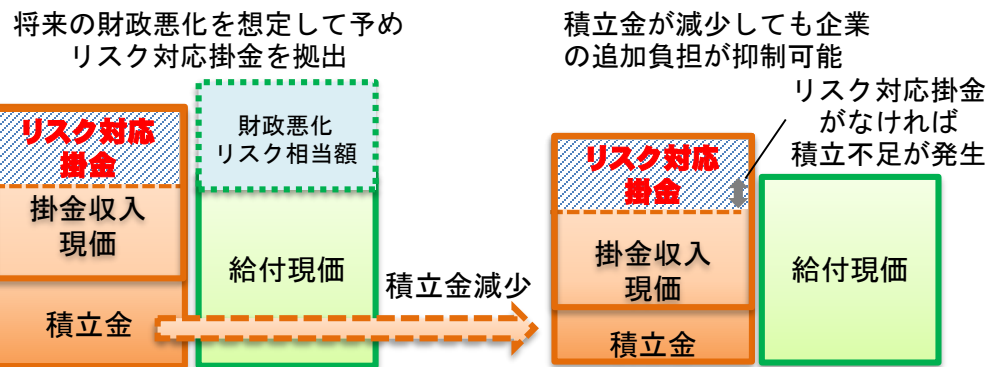 将来の財政悪化を想定して予め
リスク対応掛金を拠出
財政悪化
リスク相当額
リスク対応
掛金
掛金収入
現価
積立金
給付現価
積立金減少
積立金が減少しても企業
の追加負担が抑制可能
リスク対応掛金
がなければ
積立不足が発生
リスク対応
掛金
掛金収入
現価
積立金
給付現価